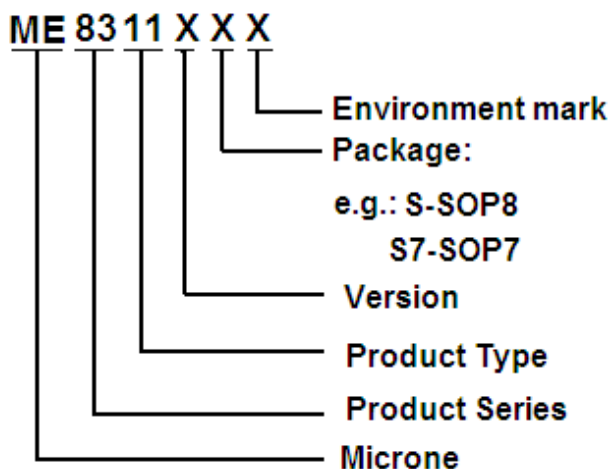 ME 83 11 X X X
Environment mark
Package:
e.g.: S-SOP8
S7-SOP7
Version
Product Type
Product Series
Microne